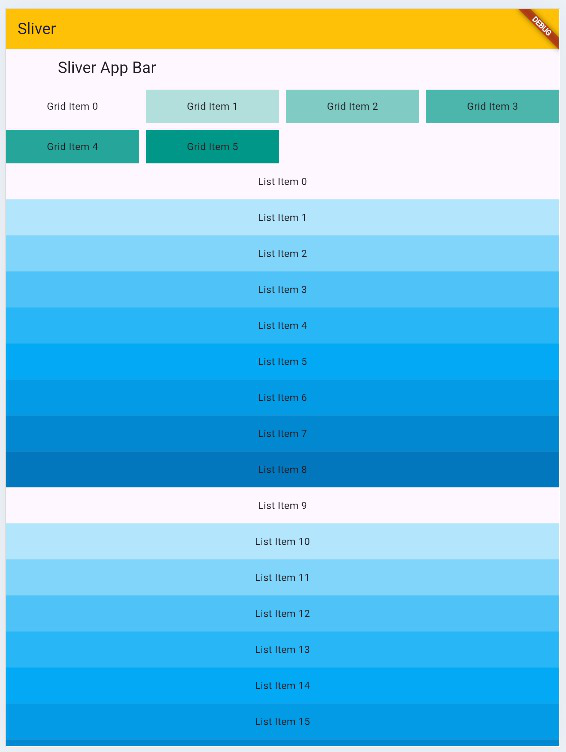 Sliver
DEBUG
Sliver App Bar
Grid Item 0 Grid Item 1 Grid Item 2 Grid Item 3
Grid Item 4 Grid Item 5
List Item 0
List Item 1
List Item 2
List Item 3
List Item 4
List Item 5
List Item 6
List Item 7
List Item 8
List Item 9
List Item 10
List Item 11
List Item 12
List Item 13
List Item 14
List Item 15